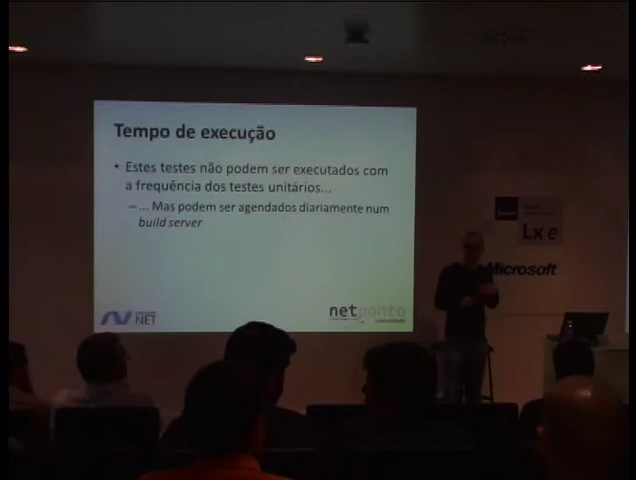 Tempo de execução
• Estes testes não podem ser executados com
a frequência dos testes unitários...
–... Mas podem ser agendados diariamente num
build server
NET
netponto
Lx e
Microsoft